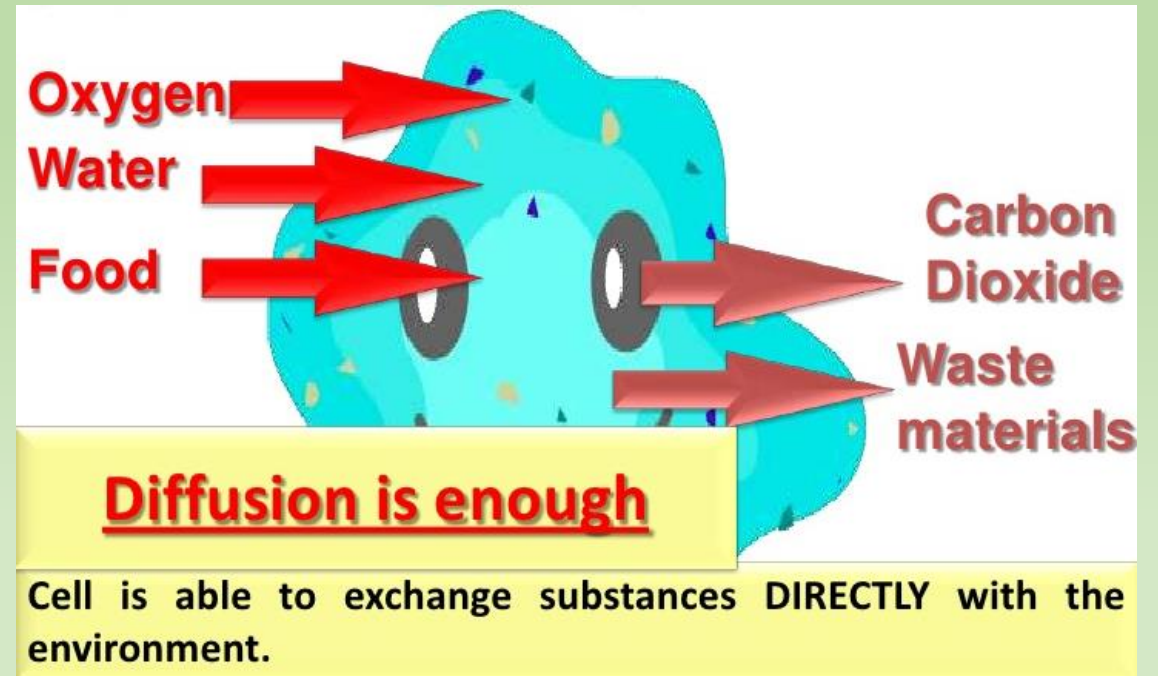 Oxygen
Water
Food
Carbon
Dioxide
Waste
materials
Diffusion is enough
Cell is able to exchange substances DIRECTLY with the
environment.